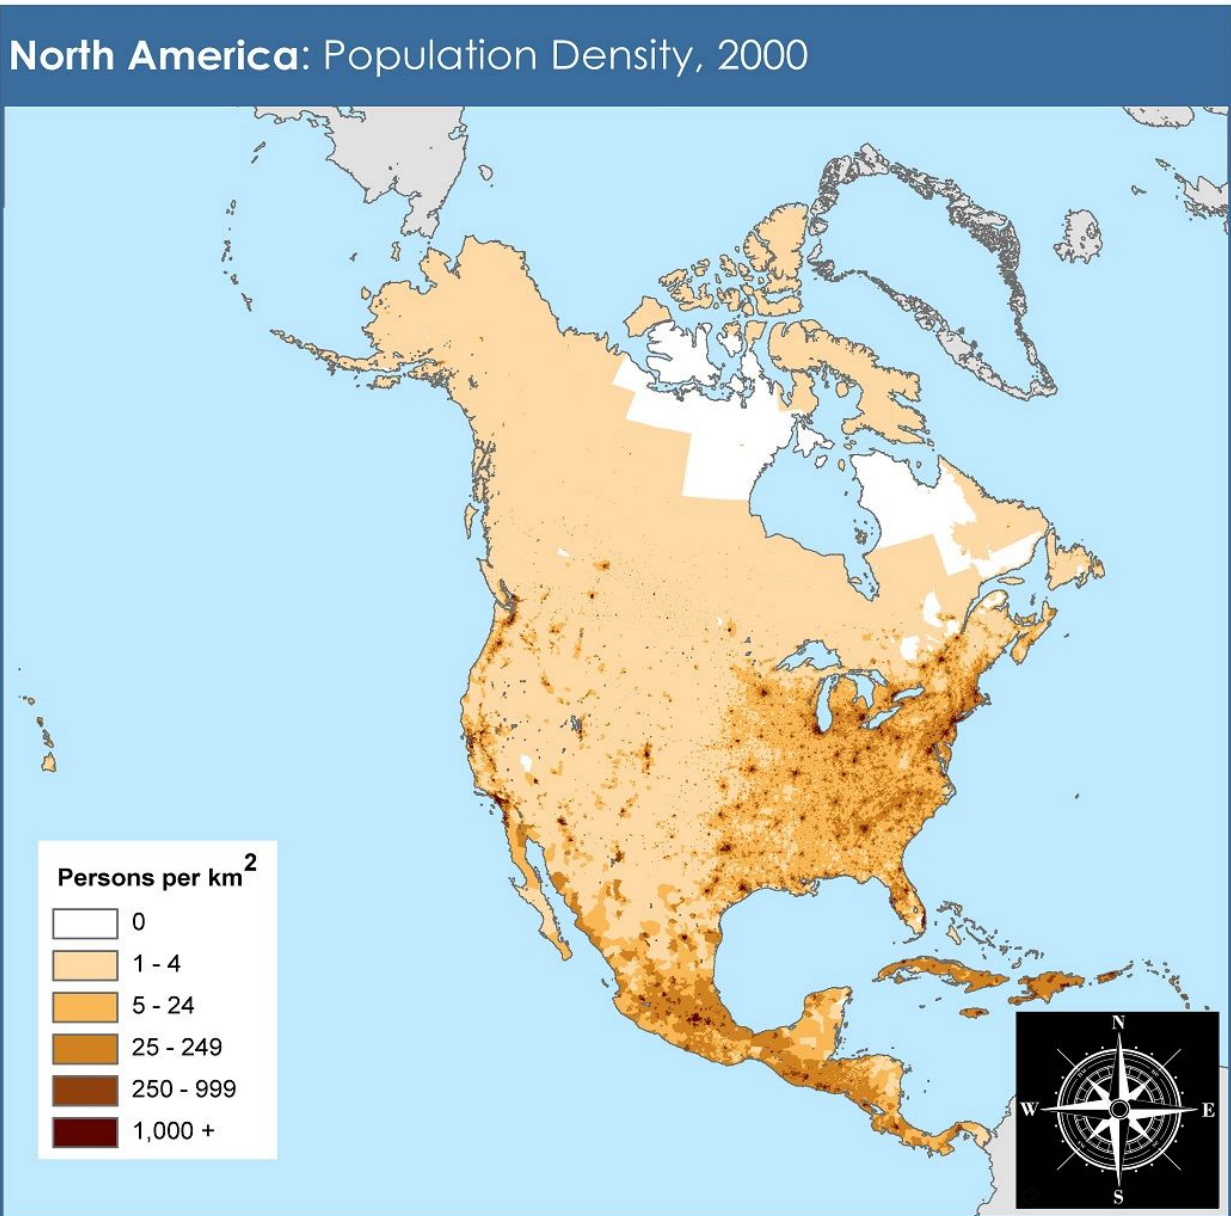 North America: Population Density, 2000
Persons per km²
0
1 - 4
5 - 24
25 - 249
250 - 999
1,000 +
N
W E
S